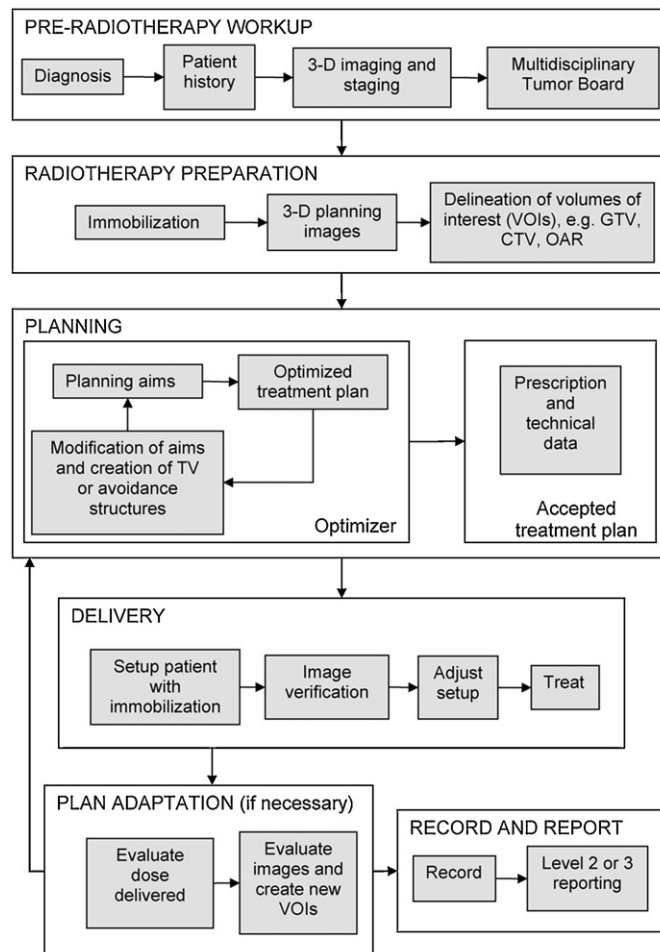 PRE-RADIOTHERAPY WORKUP
Diagnosis
Patient
history
3-D imaging and
staging
Multidisciplinary
Tumor Board
RADIOTHERAPY PREPARATION
Immobilization
3-D planning
images
Delineation of volumes of
interest (VOIs), e.g. GTV,
CTV, OAR
PLANNING
Planning aims
Optimized
treatment plan
Modification of aims
and creation of TV
or avoidance
structures
Optimizer
Prescription
and
technical
data
Accepted
treatment plan
DELIVERY
Setup patient
with
immobilization
Image
verification
Adjust
setup
Treat
PLAN ADAPTATION (if necessary)
Evaluate
dose
delivered
Evaluate
images and
create new
VOIs
RECORD AND REPORT
Record
Level 2 or 3
reporting